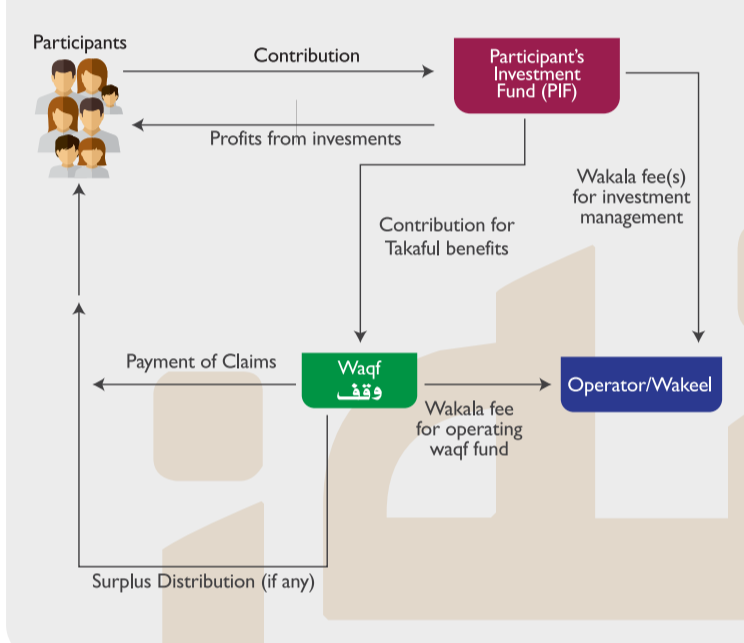 Participants
Contribution
Participant's
Investment
Fund (PIF)
Profits from invesments
Wakala fee(s)
for investment
management
Contribution for
Takaful benefits
Payment of Claims
Waqf
وقف
Operator/Wakeel
Wakala fee
for operating
waqf fund
Surplus Distribution (if any)